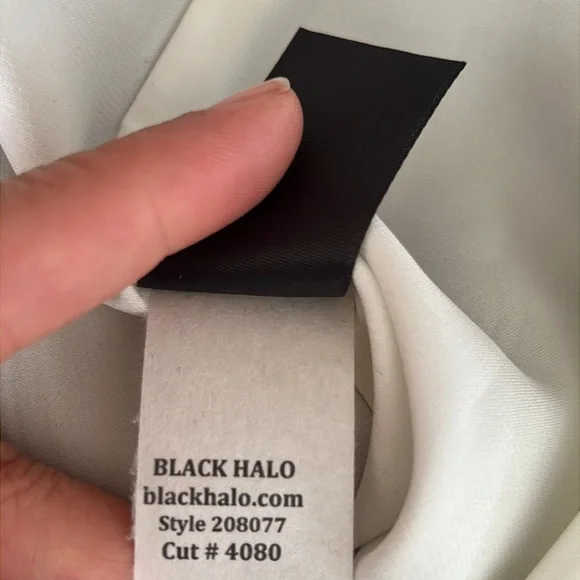 BLACK HALO
blackhalo.com
Style 208077
Cut # 4080